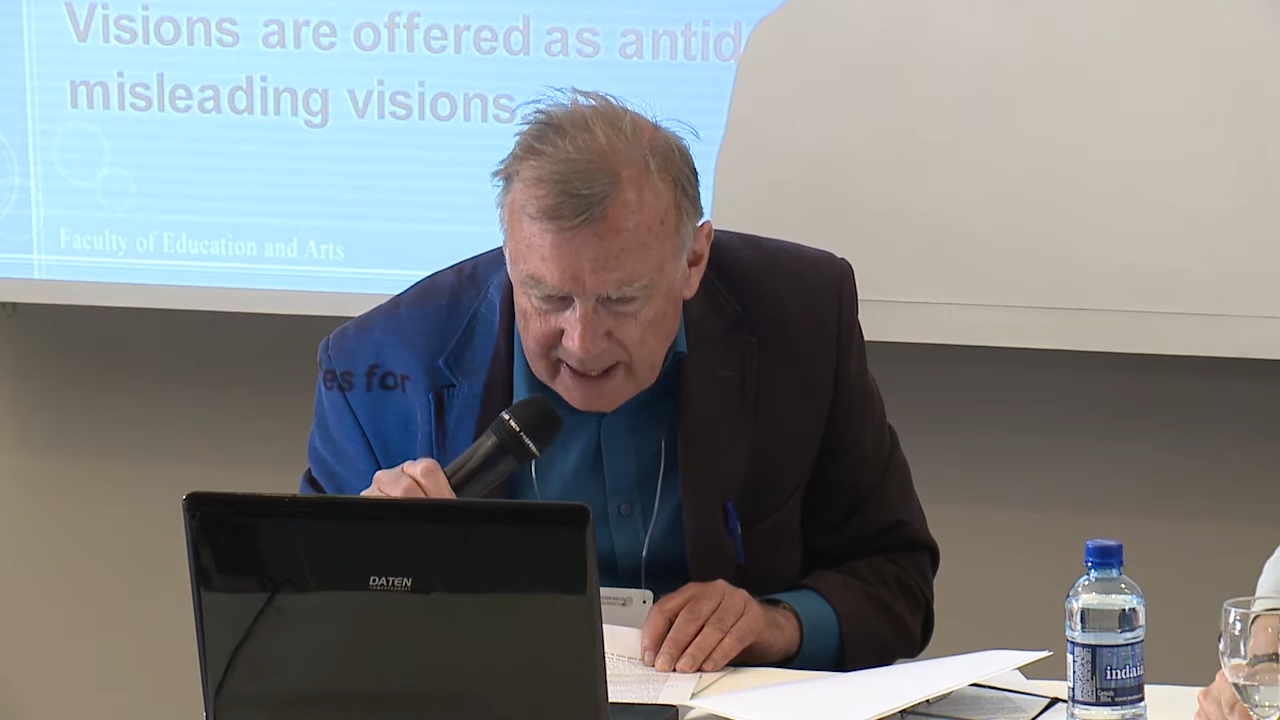 Visions are offered as antid
misleading visions
Faculty of Education and Arts
es for
DATEN
indaiá